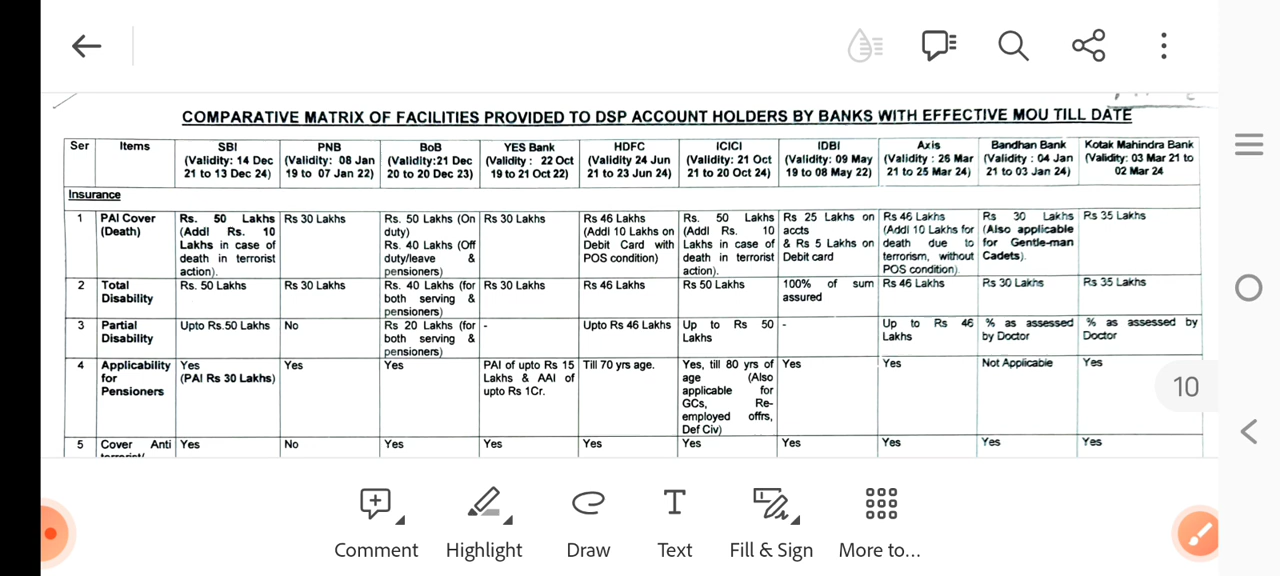 COMPARATIVE MATRIX OF FACILITIES PROVIDED TO DSP ACCOUNT HOLDERS BY BANKS WITH EFFECTIVE MOU TILL DATE
Ser
Items
SBI
(Validity: 14 Dec
21 to 13 Dec 24)
PNB
(Validity: 08 Jan
19 to 07 Jan 22)
BoB
(Validity:21 Dec
20 to 20 Dec 23)
YES Bank
(Validity : 22 Oct
19 to 21 Oct 22)
HDFC
(Validity 24 Jun
21 to 23 Jun 24)
ICICI
(Validity: 21 Oct
21 to 20 Oct 24)
IDBI
(Validity: 09 May
19 to 08 May 22)
Axis
(Validity : 26 Mar
21 to 25 Mar 24)
Bandhan Bank
(Validity : 04 Jan
21 to 03 Jan 24)
Kotak Mahindra Bank
(Validity: 03 Mar 21 to
02 Mar 24
Insurance
1
PAI Cover
(Death)
Rs. 50 Lakhs
(Addl Rs. 10
Lakhs in case of
death in terrorist
action).
Rs 30 Lakhs
Rs. 50 Lakhs (On
duty)
Rs. 40 Lakhs (Off
duty/leave &
pensioners)
Rs 30 Lakhs
Rs 46 Lakhs
(Addl 10 Lakhs on
Debit Card with
POS condition)
Rs. 50 Lakhs
(Addl Rs. 10
Lakhs in case of
death in terrorist
action).
Rs 25 Lakhs on
accts
& Rs 5 Lakhs on
Debit card
Rs 46 Lakhs
(Addl 10 Lakhs for
death due to
terrorism, without
POS condition)
Rs 30 Lakhs
(Also applicable
for Gentle-man
Cadets).
Rs 35 Lakhs
2
Total
Disability
Rs. 50 Lakhs
Rs 30 Lakhs
Rs. 40 Lakhs (for
both serving &
pensioners)
Rs 30 Lakhs
Rs 46 Lakhs
Rs 50 Lakhs
100% of sum
assured
Rs 46 Lakhs
Rs 30 Lakhs
Rs 35 Lakhs
3
Partial
Disability
Upto Rs.50 Lakhs
No
Rs 20 Lakhs (for
both serving &
pensioners)
-
Upto Rs 46 Lakhs
Up to Rs 50
Lakhs
-
Up to Rs 46
Lakhs
% as assessed
by Doctor
% as assessed by
Doctor
4
Applicability
for
Pensioners
Yes
(PAI Rs 30 Lakhs)
Yes
Yes
PAI of upto Rs 15
Lakhs & AAI of
upto Rs 1Cr.
Till 70 yrs age.
Yes, till 80 yrs of
age (Also
applicable for
GCs, Re-
employed offrs,
Def Civ)
Yes
Yes
Not Applicable
Yes
10
5
Cover Anti
Yes
No
Yes
Yes
Yes
Yes
Yes
Yes
Yes
Yes
Comment
Highlight
Draw
Text
Fill & Sign
More to...